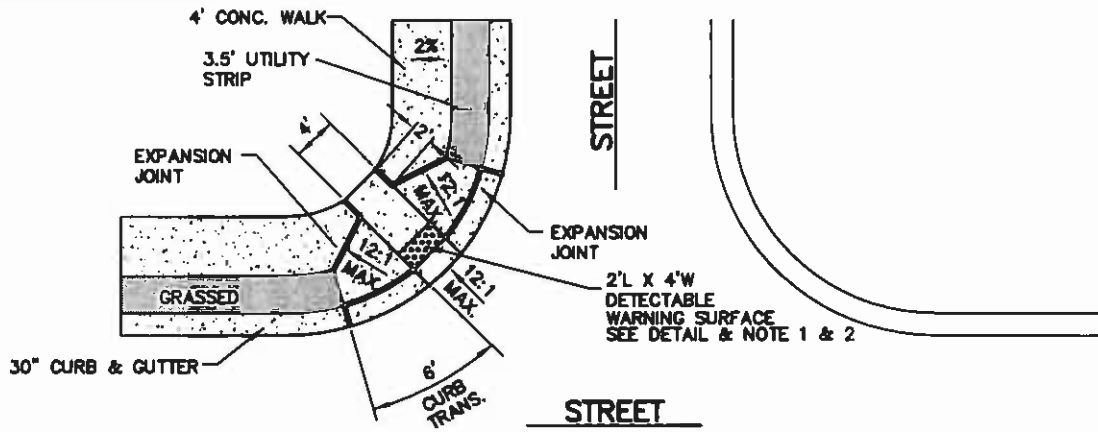 4' CONC. WALK
3.5' UTILITY
STRIP
2%
4'
2'
EXPANSION
JOINT
12:1
MAX.
12:1
MAX.
12:1
MAX.
EXPANSION
JOINT
GRASSED
2'L X 4'W
DETECTABLE
WARNING SURFACE
SEE DETAIL & NOTE 1 & 2
30" CURB & GUTTER
6'
CURB
TRANS.
STREET
STREET